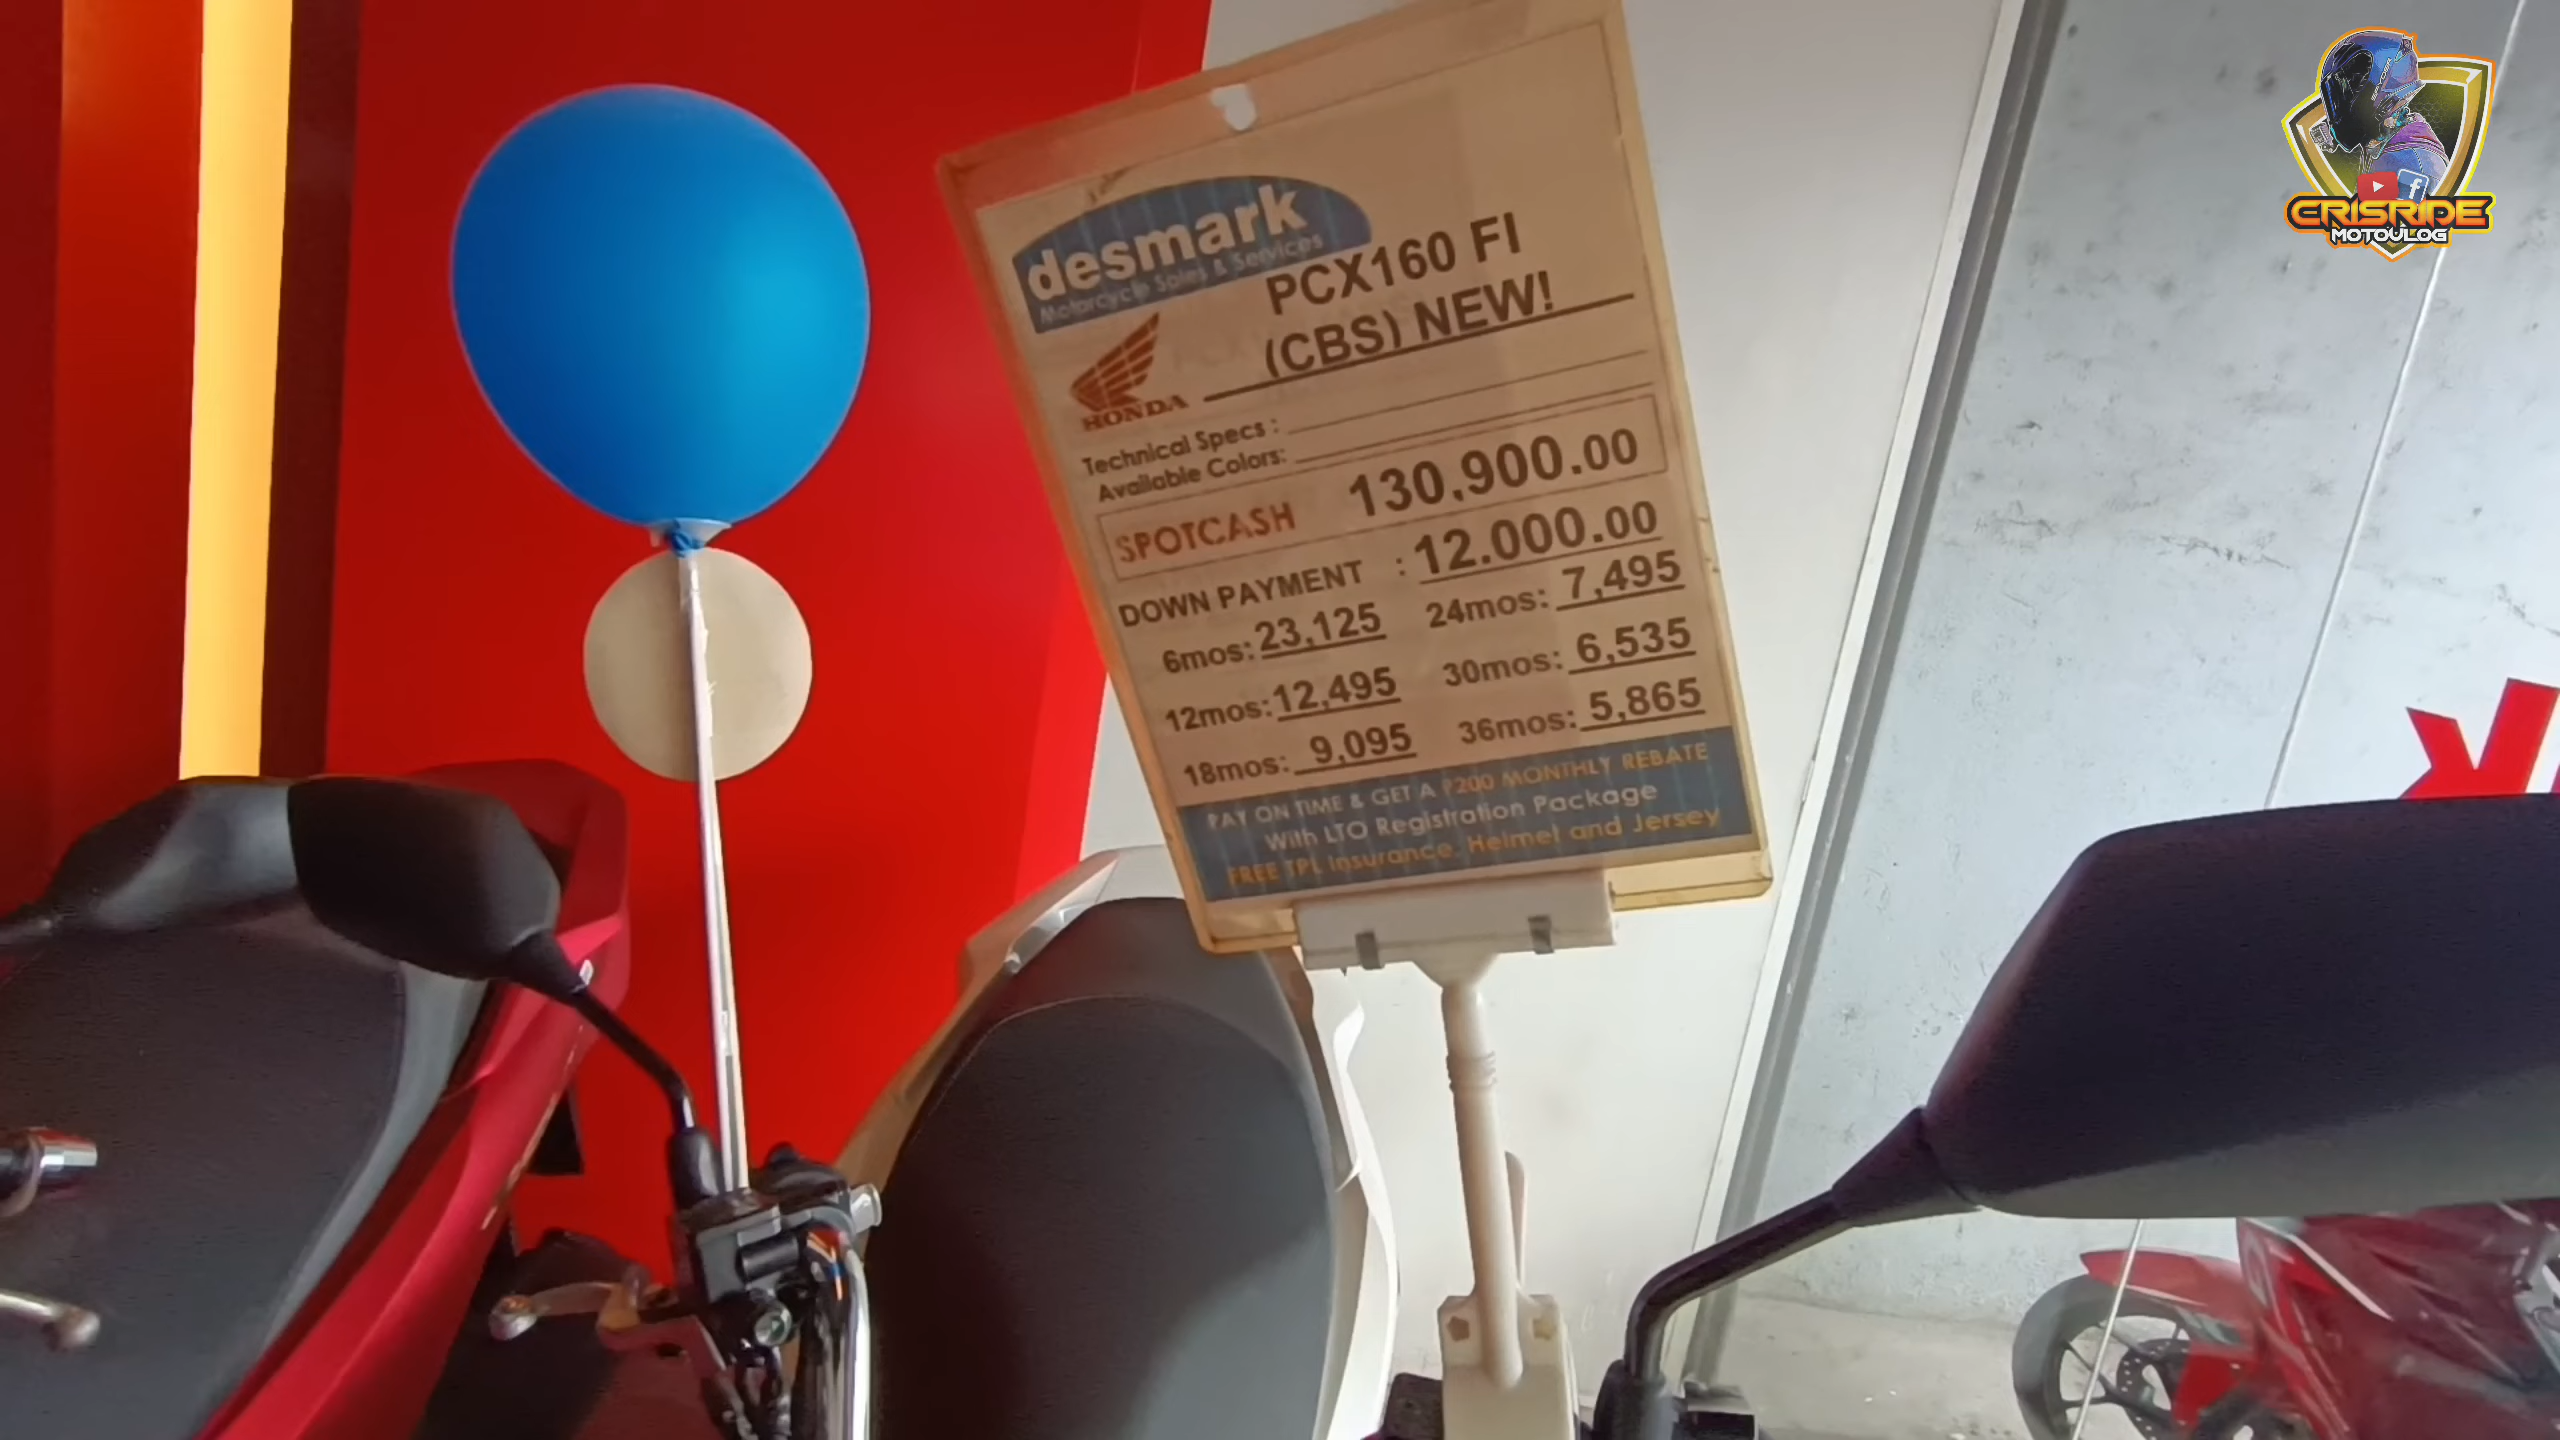 CRISRIDE
MOTOVLOG
desmark
Motorcycle Sales & Services
PCX160 FI
(CBS) NEW!
HONDA
Technical Specs :
Available Colors:
SPOTCASH 130,900.00
DOWN PAYMENT : 12.000.00
6mos: 23,125 24mos: 7,495
12mos: 12,495 30mos: 6,535
18mos: 9,095 36mos: 5,865
PAY ON TIME & GET A P200 MONTHLY REBATE
With LTO Registration Package
FREE TPL Insurance, Helmet and Jersey